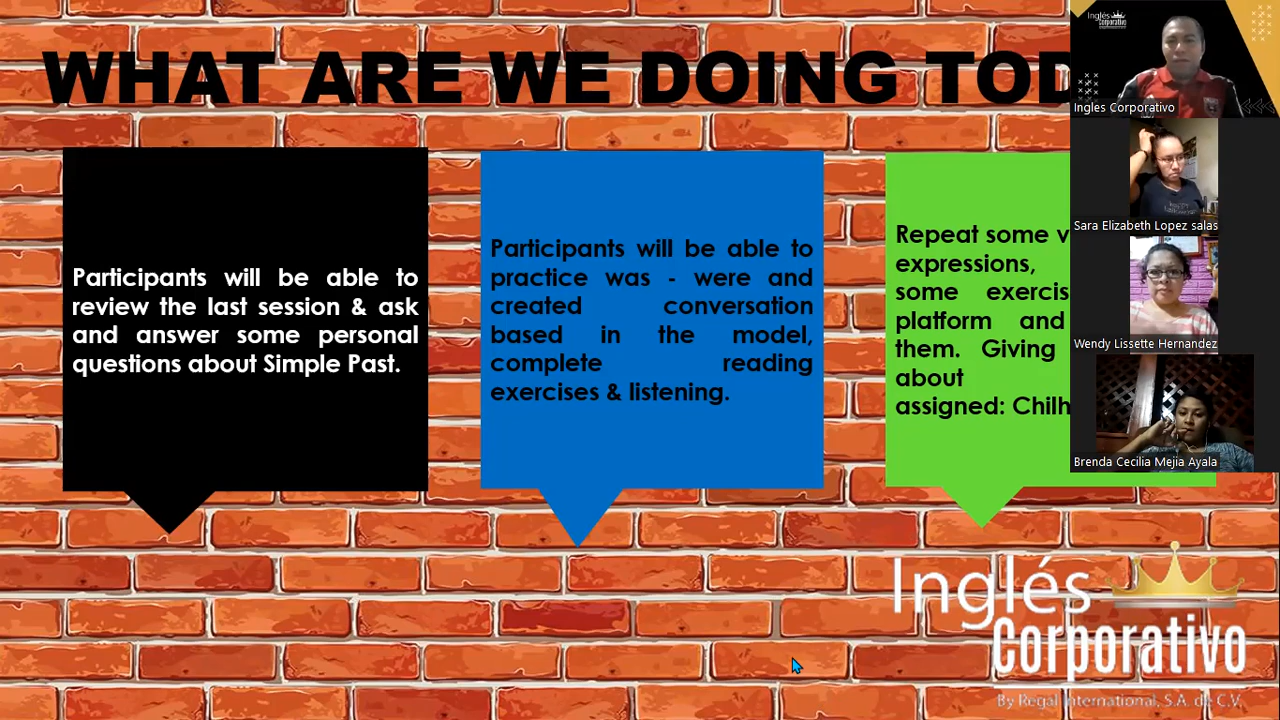 WHAT ARE WE DOING
Participants will be able to
review the last session & ask
and answer some personal
questions about Simple Past.
Participants will be able to
practice was - were and
created conversation
based in the model,
complete reading
exercises & listening.
Repeat some
expressions,
some
platform and
them. Giving
about
assigned:
Inglés
Corporativo
Ingles Corporativo
Sara Elizabeth Lopez salas
Wendy Lissette Hernandez
Brenda Cecilia Mejia Ayala
Inglés
Corporativo
By Regal International, S.A. de C.V.